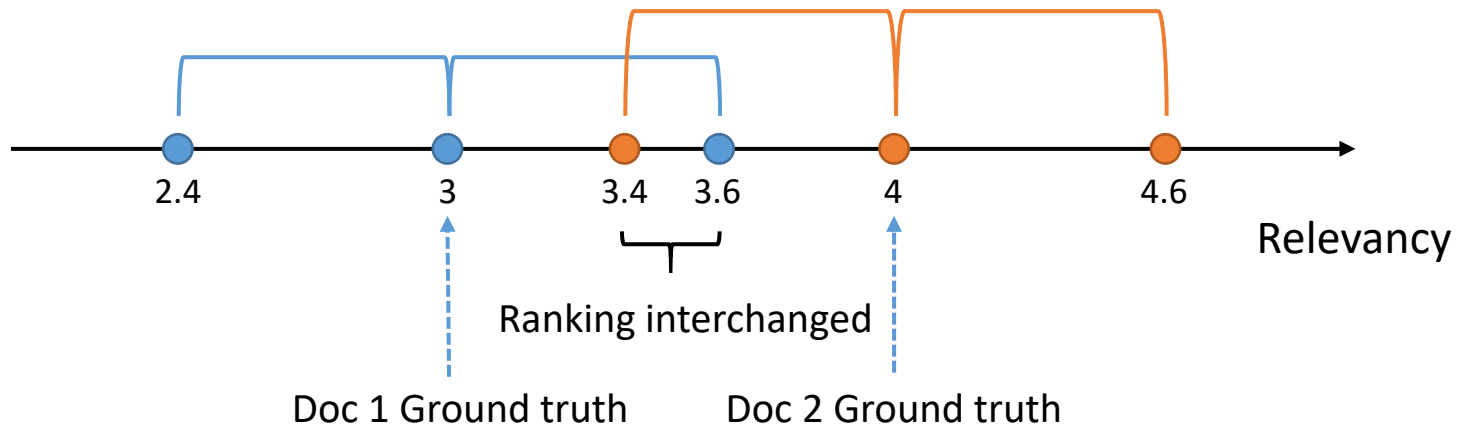 2.4
3
3.4
3.6
4
4.6
Relevancy
Ranking interchanged
Doc 1 Ground truth
Doc 2 Ground truth